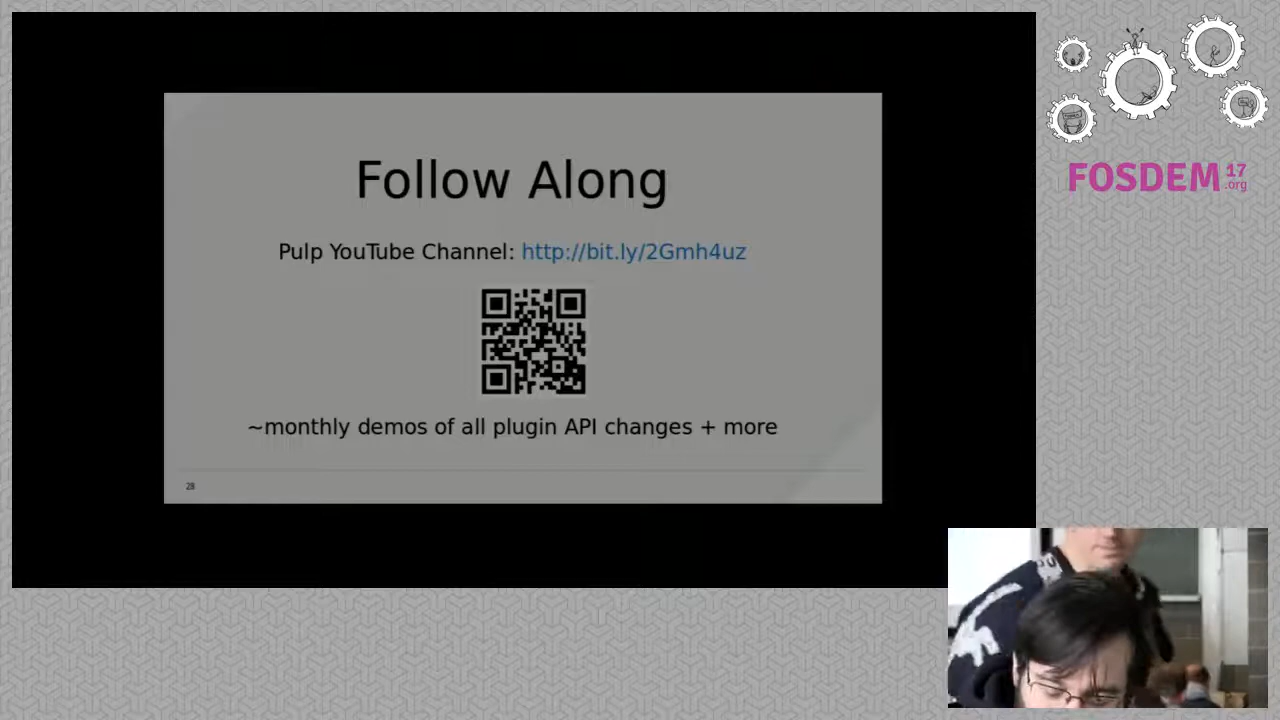 Follow Along
Pulp YouTube Channel: http://bit.ly/2Gmh4uz
~monthly demos of all plugin API changes + more
28
FOSDEM 17
.org